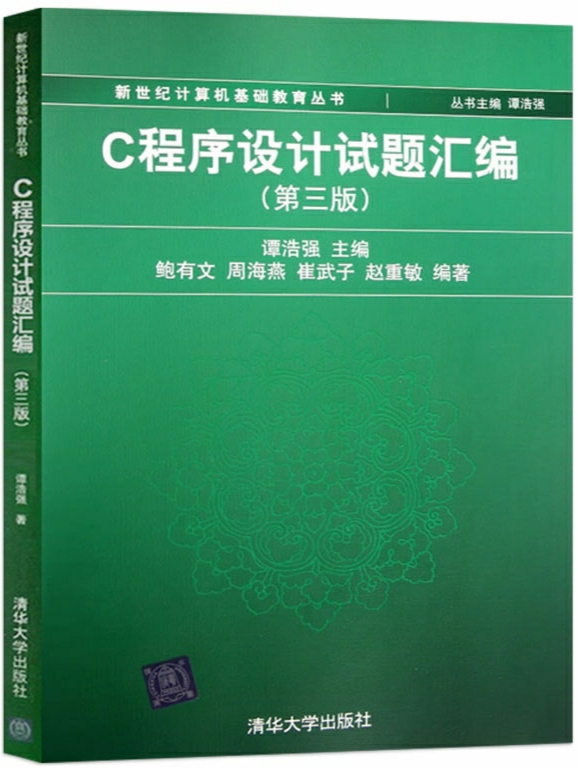 新世纪计算机基础教育丛书
丛书主编 谭浩强
C程序设计试题汇编
（第三版）
谭浩强 主编
鲍有文 周海燕 崔武子 赵重敏 编著
清华大学出版社
新世纪计算机基础教育丛书
C程序设计试题汇编
（第三版）
谭浩强 著
清华大学出版社